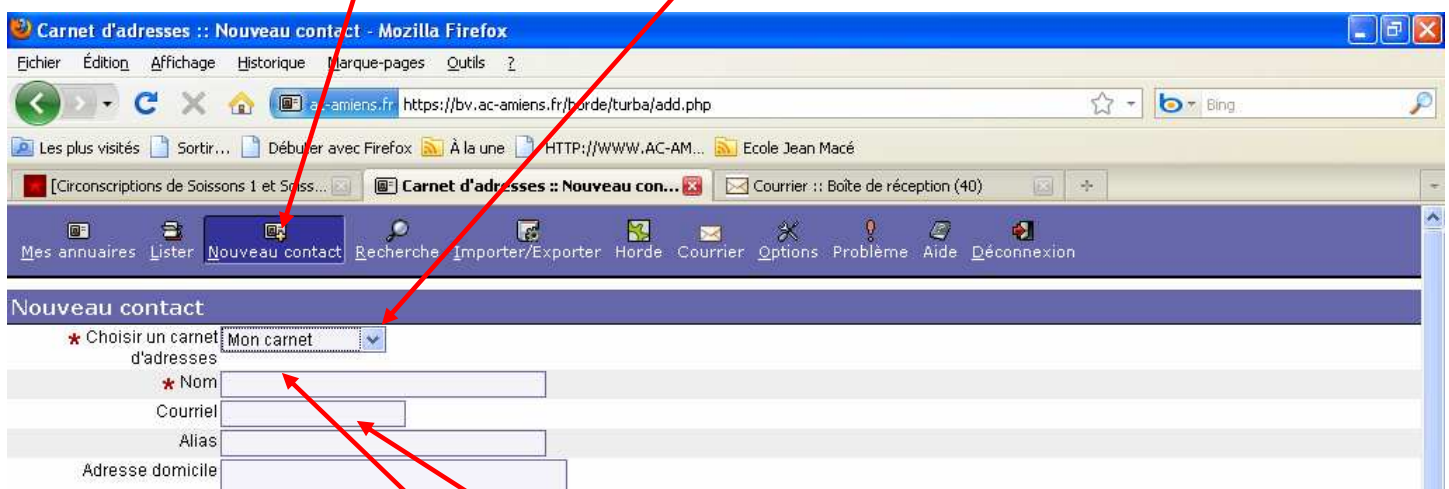 Carnet d'adresses :: Nouveau contact - Mozilla Firefox
Fichier Édition Affichage Historique Marque-pages Outils ?
ac-amiens.fr https://bv.ac-amiens.fr/horde/turba/add.php Bing
Les plus visités Sortir... Débuter avec Firefox À la une HTTP://WWW.AC-AM... Ecole Jean Macé
[Circonscriptions de Soissons 1 et Soiss... Carnet d'adresses :: Nouveau con... Courrier :: Boîte de réception (40)
Mes annuaires Lister Nouveau contact Recherche Importer/Exporter Horde Courrier Options Problème Aide Déconnexion
Nouveau contact
* Choisir un carnet Mon carnet
d'adresses
* Nom
Courriel
Alias
Adresse domicile